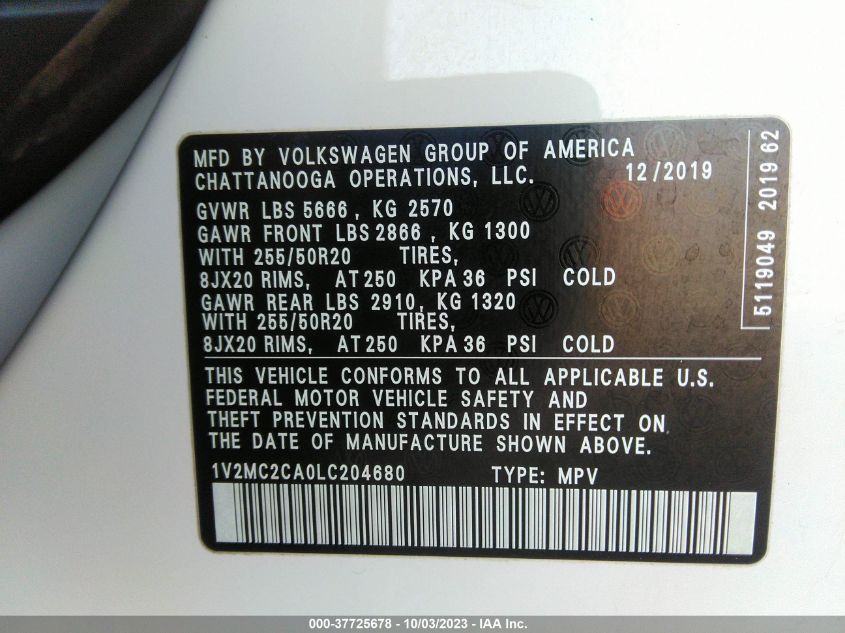 MFD BY VOLKSWAGEN GROUP OF AMERICA
CHATTANOOGA OPERATIONS, LLC. 12/2019
GVWR LBS 5666, KG 2570
GAWR FRONT LBS 2866, KG 1300
WITH 255/50R20 TIRES,
8JX20 RIMS, AT 250 KPA 36 PSI COLD
GAWR REAR LBS 2910, KG 1320
WITH 255/50R20 TIRES,
8JX20 RIMS, AT 250 KPA 36 PSI COLD
5119049 2019 62
THIS VEHICLE CONFORMS TO ALL APPLICABLE U.S.
FEDERAL MOTOR VEHICLE SAFETY AND
THEFT PREVENTION STANDARDS IN EFFECT ON
THE DATE OF MANUFACTURE SHOWN ABOVE.
1V2MC2CA0LC204680 TYPE: MPV
000-37725678 - 10/03/2023 - IAA Inc.